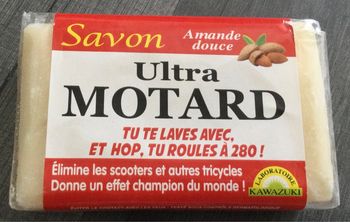 Savon
Amande
douce
Ultra
MOTARD
TU TE LAVES AVEC,
ET HOP, TU ROULES À 280 !
Élimine les scooters et autres tricycles
Donne un effet champion du monde !
LABORATOIRE
KAWAZUKI